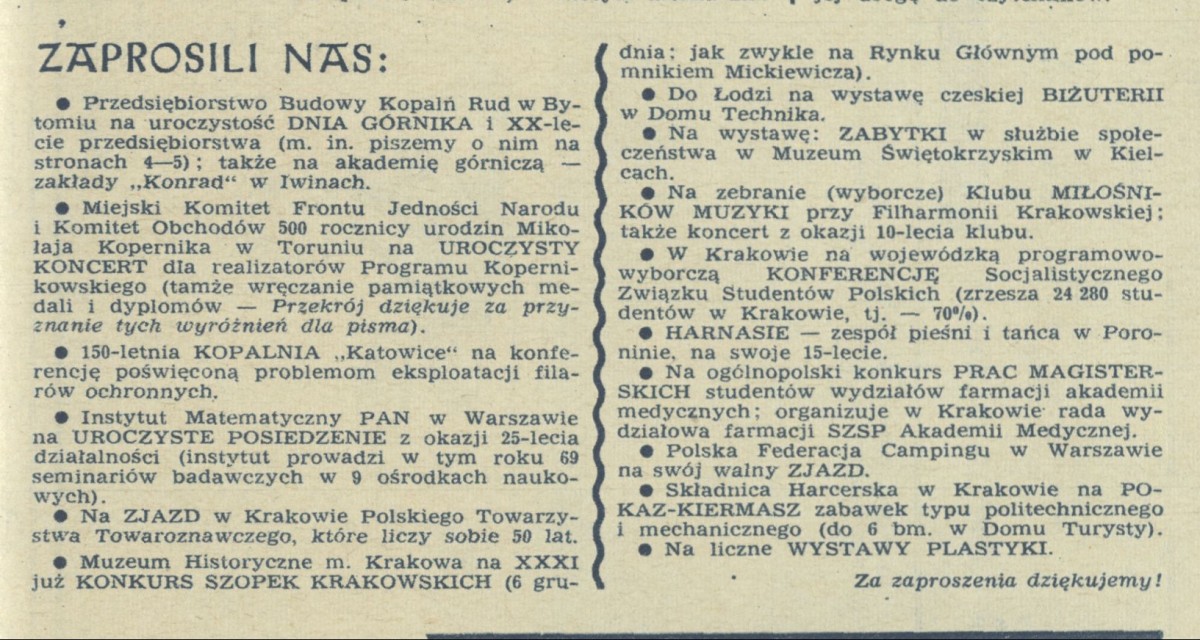 ZAPROSILI NAS:
● Przedsiębiorstwo Budowy Kopalń Rud w By-
tomiu na uroczystość DNIA GÓRNIKA i XX-le-
cie przedsiębiorstwa (m. in. piszemy o nim na
stronach 4—5); także na akademię górniczą —
zakłady „Konrad“ w Iwinach.
● Miejski Komitet Frontu Jedności Narodu
i Komitet Obchodów 500 rocznicy urodzin Miko-
łaja Kopernika w Toruniu na UROCZYSTY
KONCERT dla realizatorów Programu Koperni-
kowskiego (tamże wręczanie pamiątkowych me-
dali i dyplomów — Przekrój dziękuje za przy-
znanie tych wyróżnień dla pisma).
● 150-letnia KOPALNIA „Katowice“ na konfe-
rencję poświęconą problemom eksploatacji fila-
rów ochronnych.
● Instytut Matematyczny PAN w Warszawie
na UROCZYSTE POSIEDZENIE z okazji 25-lecia
działalności (instytut prowadzi w tym roku 69
seminariów badawczych w 9 ośrodkach nauko-
wych).
● Na ZJAZD w Krakowie Polskiego Towarzy-
stwa Towaroznawczego, które liczy sobie 50 lat.
● Muzeum Historyczne m. Krakowa na XXXI
już KONKURS SZOPEK KRAKOWSKICH (6 gru-
dnia; jak zwykle na Rynku Głównym pod po-
mnikiem Mickiewicza).
● Do Łodzi na wystawę czeskiej BIŻUTERII
w Domu Technika.
● Na wystawę: ZABYTKI w służbie społe-
czeństwa w Muzeum Świętokrzyskim w Kiel-
cach.
● Na zebranie (wyborcze) Klubu MIŁOŚNI-
KÓW MUZYKI przy Filharmonii Krakowskiej;
także koncert z okazji 10-lecia klubu.
● W Krakowie na wojewódzką programowo-
wyborczą KONFERENCJĘ Socjalistycznego
Związku Studentów Polskich (zrzesza 24 280 stu-
dentów w Krakowie, tj. — 70%).
● HARNASIE — zespół pieśni i tańca w Poro-
ninie, na swoje 15-lecie.
● Na ogólnopolski konkurs PRAC MAGISTER-
SKICH studentów wydziałów farmacji akademii
medycznych; organizuje w Krakowie rada wy-
działowa farmacji SZSP Akademii Medycznej.
● Polska Federacja Campingu w Warszawie
na swój walny ZJAZD.
● Składnica Harcerska w Krakowie na PO-
KAZ-KIERMASZ zabawek typu politechnicznego
i mechanicznego (do 6 bm. w Domu Turysty).
● Na liczne WYSTAWY PLASTYKI.
Za zaproszenia dziękujemy!